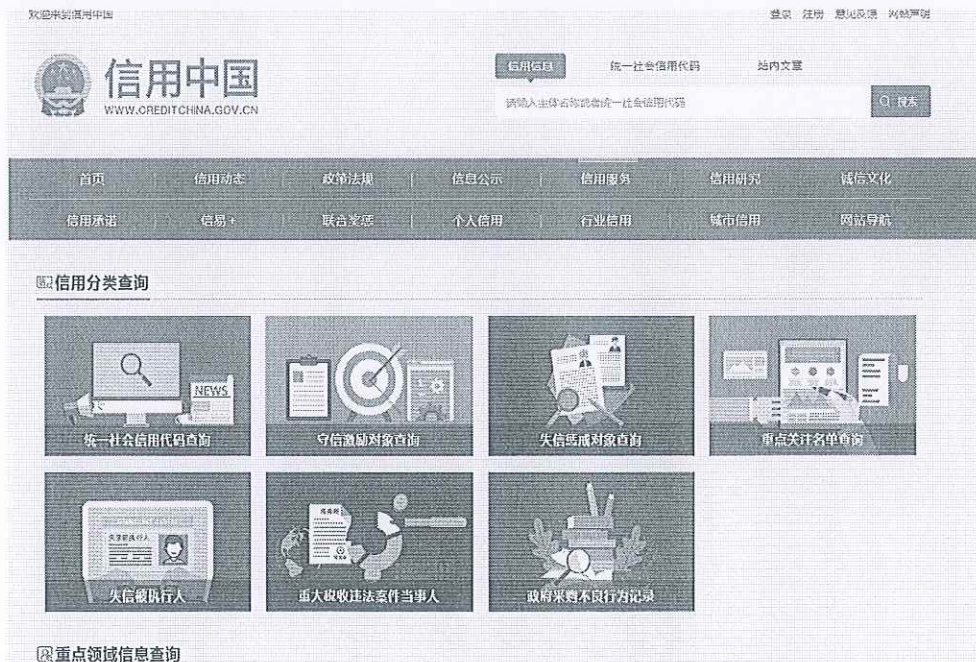 欢迎来到信用中国
登录 注册 意见反馈 网站声明
信用中国
WWW.CREDITCHINA.GOV.CN
信用信息 统一社会信用代码 站内文章
请输入主体名称或者统一社会信用代码 搜索
首页 信用动态 政策法规 信息公示 信用服务 信用研究 诚信文化
信用承诺 信易+ 联合奖惩 个人信用 行业信用 城市信用 网站导航
信用分类查询
NEWS
统一社会信用代码查询 守信激励对象查询 失信惩戒对象查询 重点关注名单查询
失信被执行人
失信被执行人 重大税收违法案件当事人 政府采购不良行为记录
重点领域信息查询